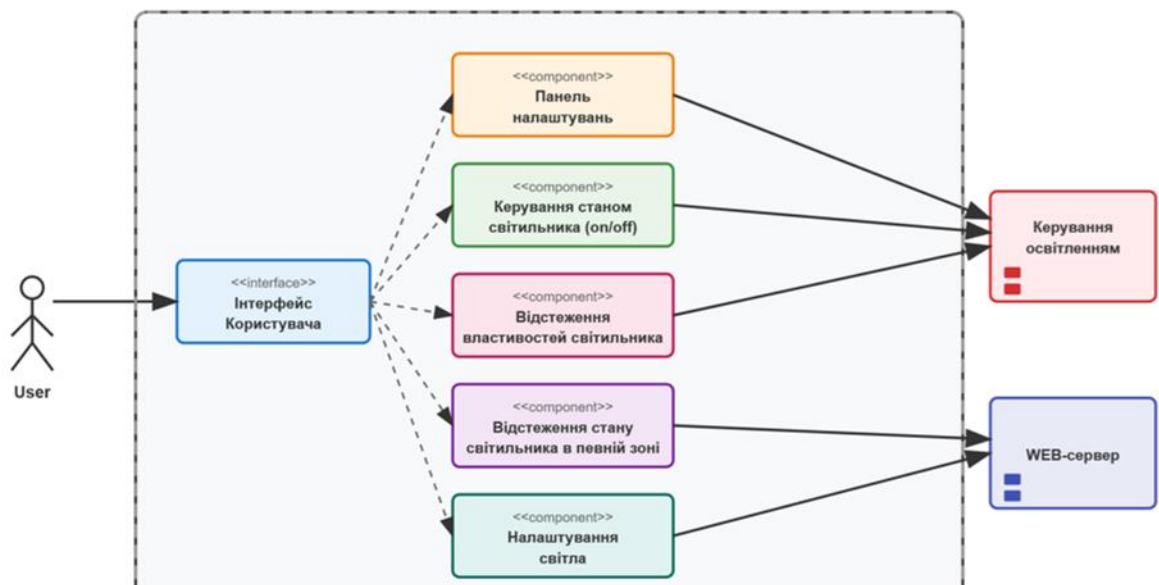 <<component>>
Панель
налаштувань
<<component>>
Керування станом
світильника (on/off)
Керування
освітленням
<<interface>>
Інтерфейс
Користувача
<<component>>
Відстеження
властивостей світильника
User
<<component>>
Відстеження стану
світильника в певній зоні
WEB-сервер
<<component>>
Налаштування
світла